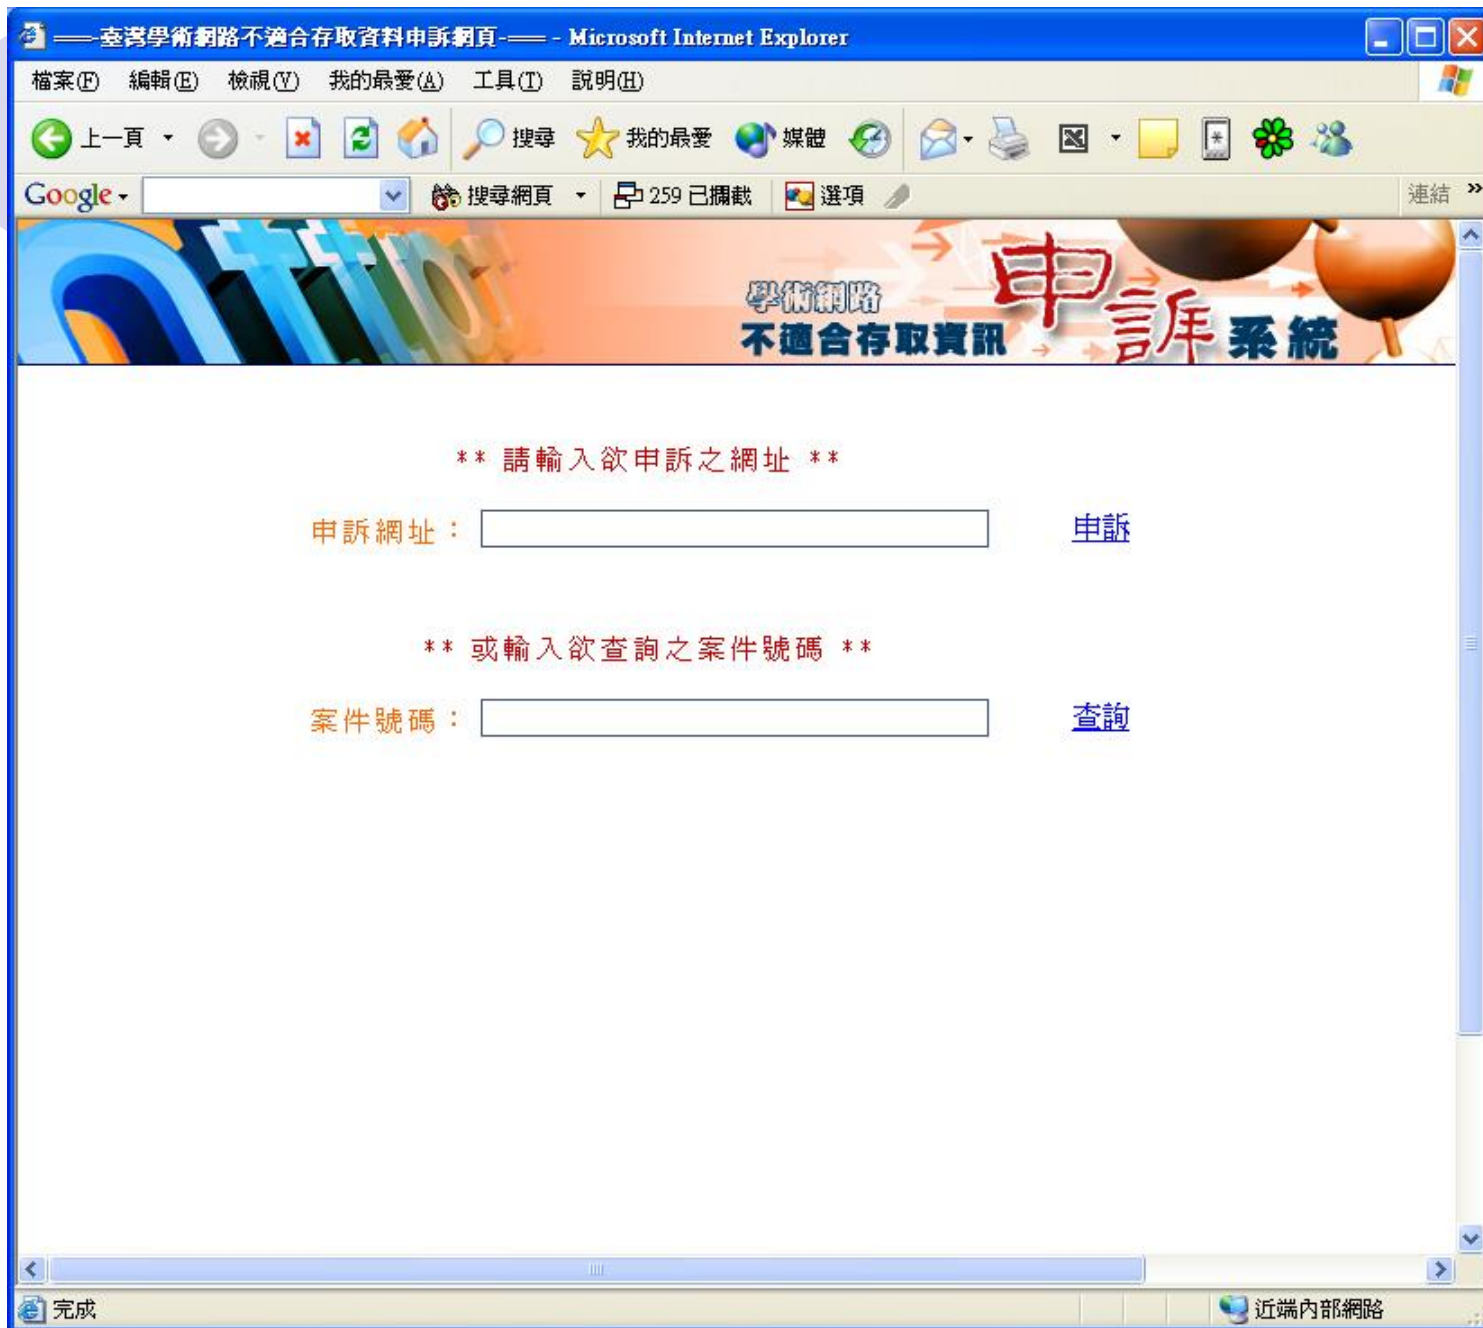 ══-臺灣學術網路不適合存取資料申訴網頁-══ - Microsoft Internet Explorer
檔案(F) 編輯(E) 檢視(V) 我的最愛(A) 工具(T) 說明(H)
上一頁 搜尋 我的最愛 媒體
Google 搜尋網頁 259 已攔截 選項 連結 »
學術網路
不適合存取資訊 申訴系統
** 請輸入欲申訴之網址 **
申訴網址： 申訴
** 或輸入欲查詢之案件號碼 **
案件號碼： 查詢
完成 近端內部網路